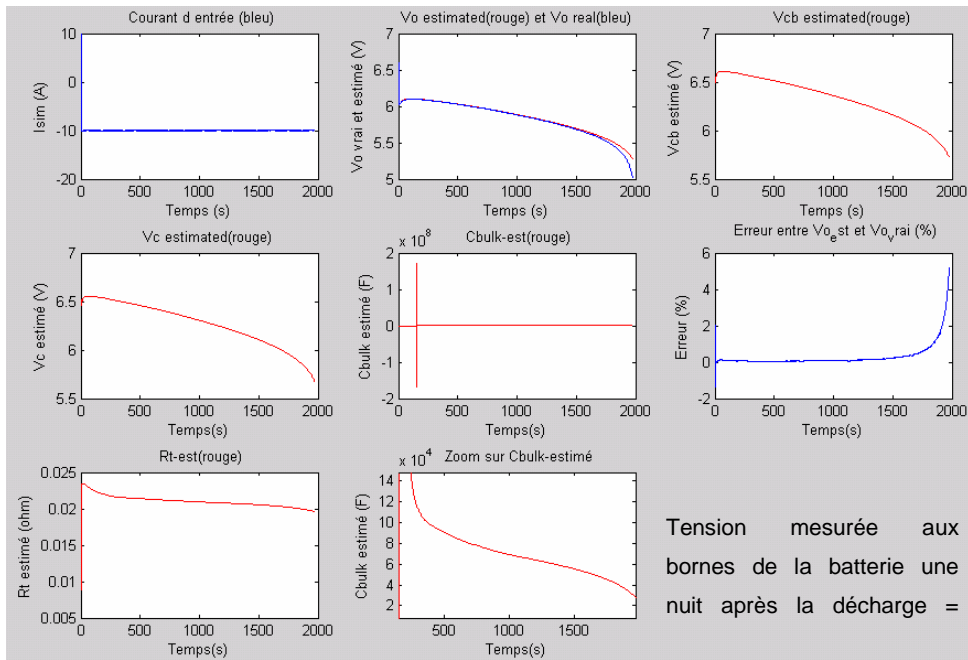 Courant d entrée (bleu)
Isim (A)
10
0
-10
-20
0
500
1000
1500
2000
Temps (s)
Vo estimated(rouge) et Vo real(bleu)
Vo vrai et estimé (V)
7
6.5
6
5.5
5
0
500
1000
1500
2000
Temps (s)
Vcb estimated(rouge)
Vcb estimé (V)
7
6.5
6
5.5
0
500
1000
1500
2000
Temps (s)
Vc estimated(rouge)
Vc estimé (V)
7
6.5
6
5.5
0
500
1000
1500
2000
Temps(s)
Cbulk-est(rouge)
x 10^8
Cbulk estimé (F)
2
1
0
-1
-2
0
500
1000
1500
2000
Temps(s)
Erreur entre Vo_est et Vo_vrai (%)
Erreur (%)
6
4
2
0
-2
0
500
1000
1500
2000
Temps(s)
Rt-est(rouge)
Rt estimé (ohm)
0.025
0.02
0.015
0.01
0.005
0
500
1000
1500
2000
Temps(s)
Zoom sur Cbulk-estimé
x 10^4
Cbulk estimé (F)
14
12
10
8
6
4
2
500
1000
1500
Temps(s)
Tension mesurée aux
bornes de la batterie une
nuit après la décharge =